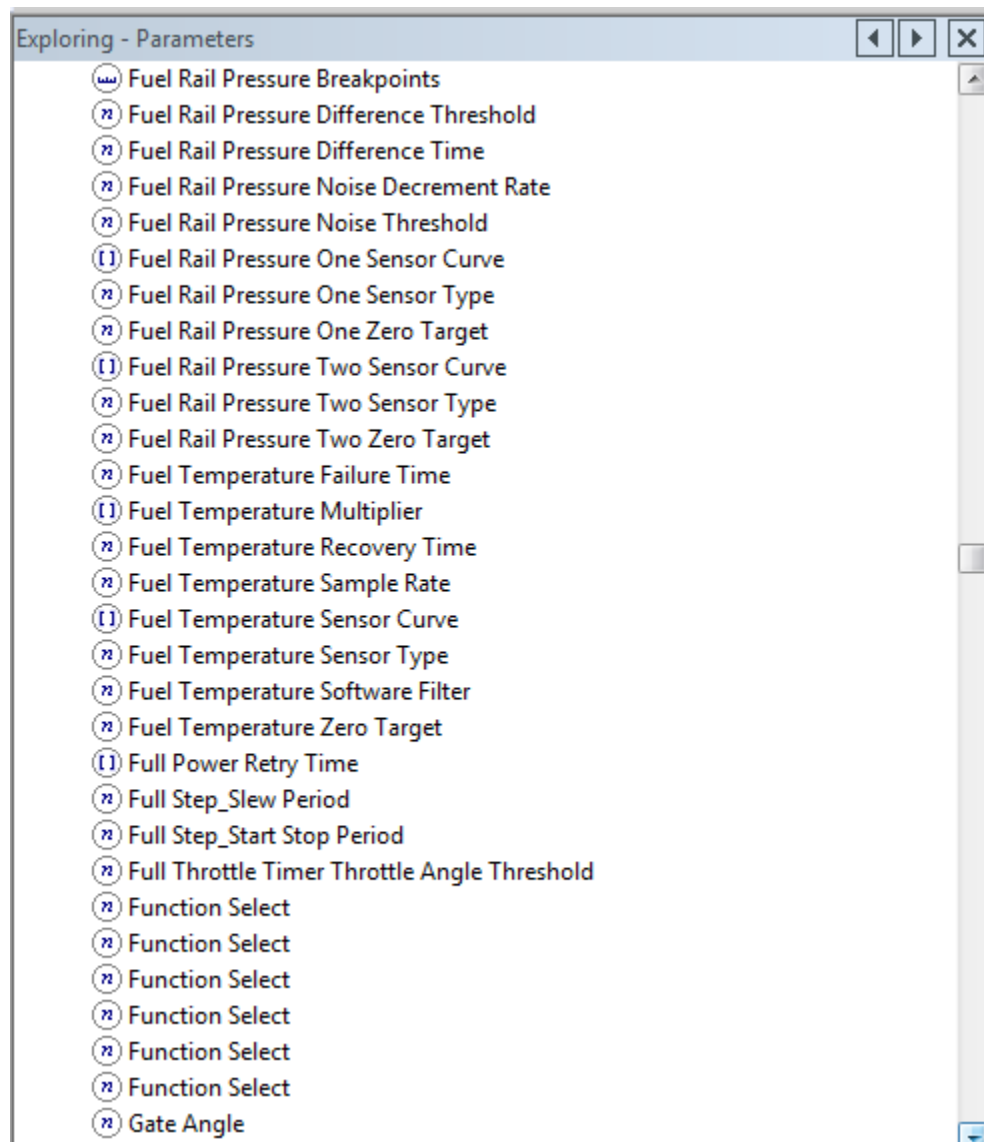 Exploring - Parameters
Fuel Rail Pressure Breakpoints
Fuel Rail Pressure Difference Threshold
Fuel Rail Pressure Difference Time
Fuel Rail Pressure Noise Decrement Rate
Fuel Rail Pressure Noise Threshold
[ ] Fuel Rail Pressure One Sensor Curve
n Fuel Rail Pressure One Sensor Type
n Fuel Rail Pressure One Zero Target
[ ] Fuel Rail Pressure Two Sensor Curve
n Fuel Rail Pressure Two Sensor Type
n Fuel Rail Pressure Two Zero Target
n Fuel Temperature Failure Time
[ ] Fuel Temperature Multiplier
n Fuel Temperature Recovery Time
n Fuel Temperature Sample Rate
[ ] Fuel Temperature Sensor Curve
n Fuel Temperature Sensor Type
n Fuel Temperature Software Filter
n Fuel Temperature Zero Target
[ ] Full Power Retry Time
n Full Step_Slew Period
n Full Step_Start Stop Period
n Full Throttle Timer Throttle Angle Threshold
n Function Select
n Function Select
n Function Select
n Function Select
n Function Select
n Function Select
n Gate Angle